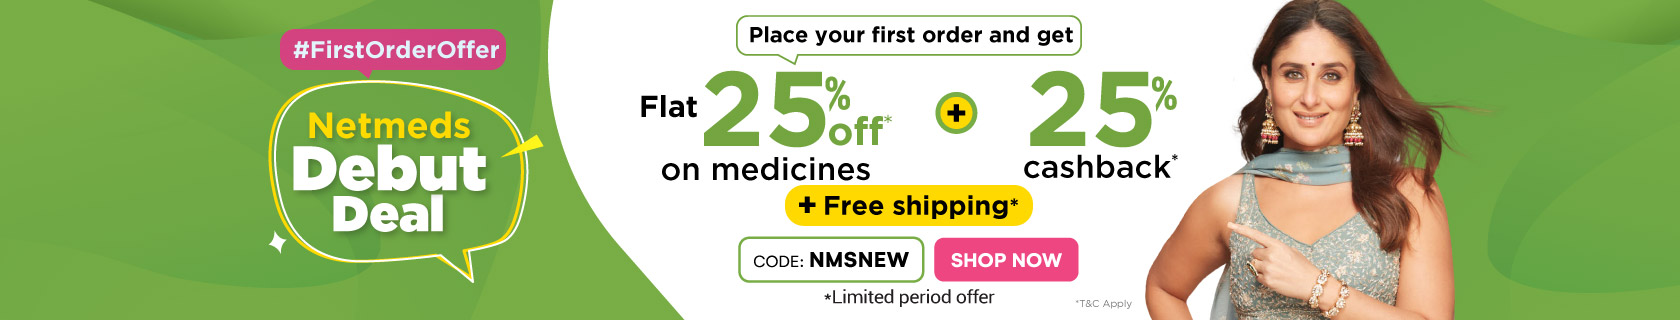 #FirstOrderOffer
Netmeds
Debut
Deal
Place your first order and get
Flat 25% off*
on medicines
+
25%
cashback*
+ Free shipping*
CODE: NMSNEW
SHOP NOW
*Limited period offer
*T&C Apply